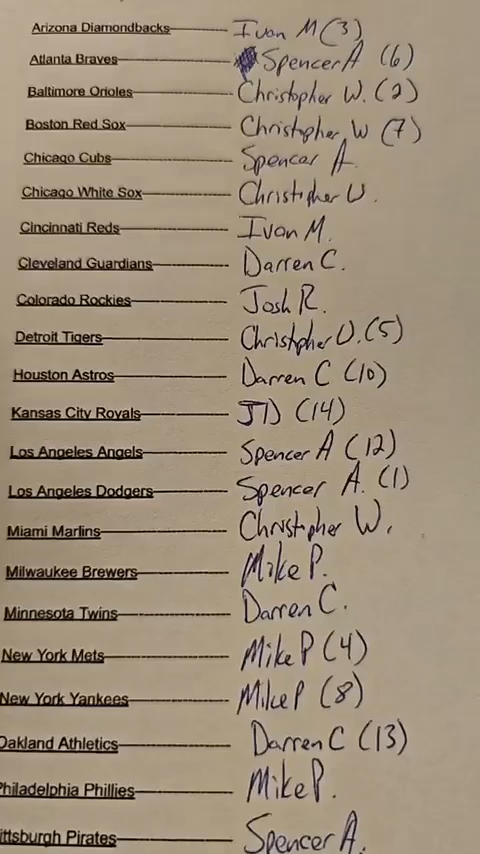 Arizona Diamondbacks Ivan M (3)
Atlanta Braves Spencer A (6)
Baltimore Orioles Christopher W. (2)
Boston Red Sox Christopher W (7)
Chicago Cubs Spencer A.
Chicago White Sox Christopher W.
Cincinnati Reds Ivan M.
Cleveland Guardians Darren C.
Colorado Rockies Josh R.
Detroit Tigers Christopher W. (5)
Houston Astros Darren C (10)
Kansas City Royals JD (14)
Los Angeles Angels Spencer A (12)
Los Angeles Dodgers Spencer A. (1)
Miami Marlins Christopher W.
Milwaukee Brewers Mike P.
Minnesota Twins Darren C.
New York Mets Mike P (4)
New York Yankees Mike P (8)
Oakland Athletics Darren C (13)
Philadelphia Phillies Mike P.
ittsburgh Pirates Spencer A.